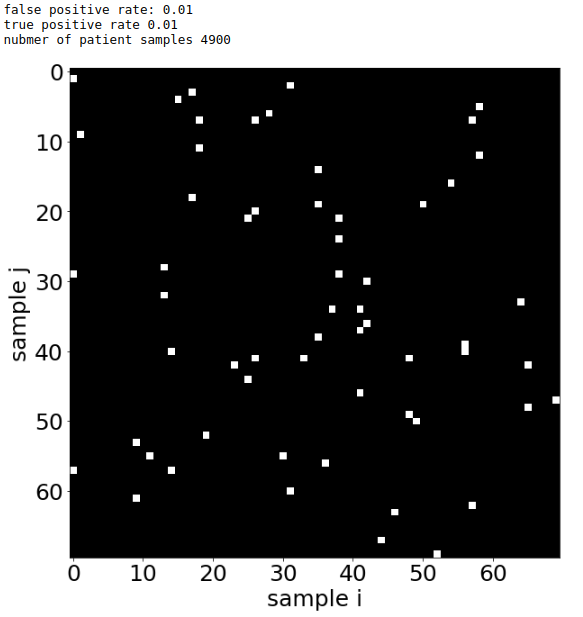 false positive rate: 0.01
true positive rate 0.01
nubmer of patient samples 4900
0
10
20
30
40
50
60
sample j
0 10 20 30 40 50 60
sample i